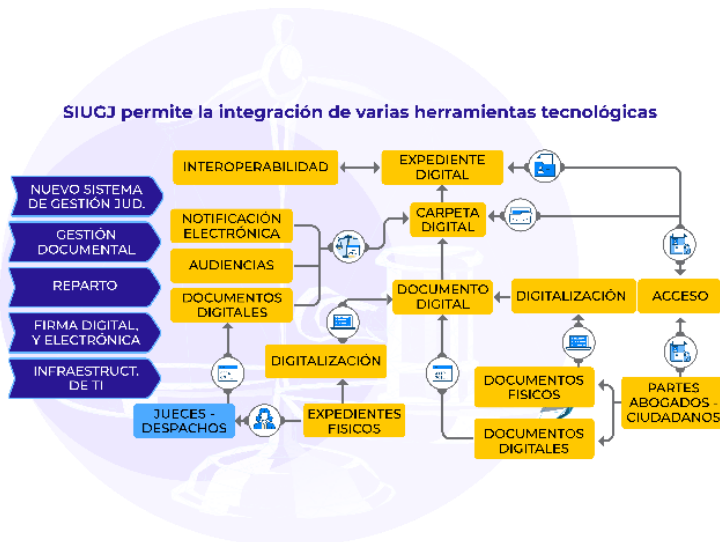 SIUGJ permite la integración de varias herramientas tecnológicas
NUEVO SISTEMA
DE GESTIÓN JUD.
GESTIÓN
DOCUMENTAL
REPARTO
FIRMA DIGITAL,
Y ELECTRÓNICA
INFRAESTRUCT.
DE TI
INTEROPERABILIDAD
EXPEDIENTE
DIGITAL
NOTIFICACIÓN
ELECTRÓNICA
CARPETA
DIGITAL
AUDIENCIAS
DOCUMENTOS
DIGITALES
DOCUMENTO
DIGITAL
DIGITALIZACIÓN
ACCESO
DIGITALIZACIÓN
JUECES -
DESPACHOS
EXPEDIENTES
FISICOS
DOCUMENTOS
FISICOS
DOCUMENTOS
DIGITALES
PARTES
ABOGADOS -
CIUDADANOS